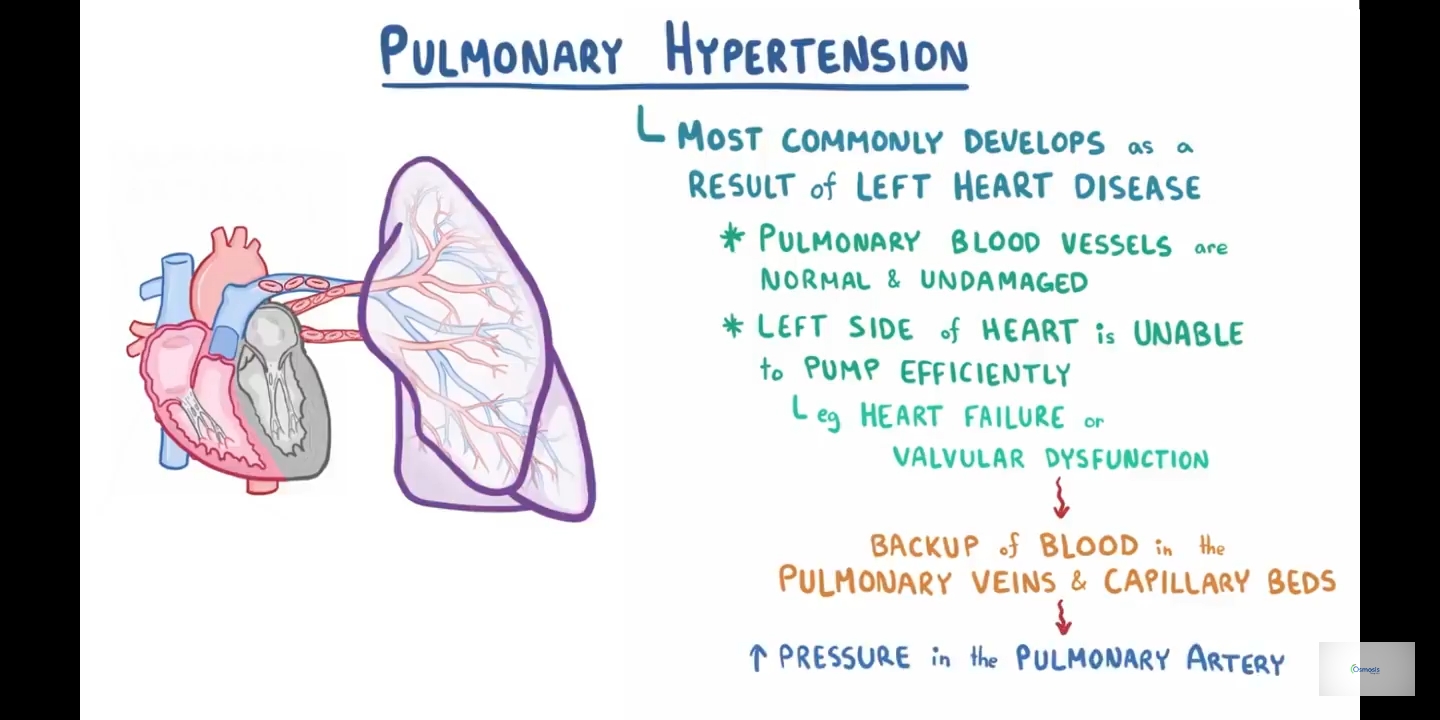 PULMONARY HYPERTENSION
MOST COMMONLY DEVELOPS as a
RESULT of LEFT HEART DISEASE
* PULMONARY BLOOD VESSELS are
NORMAL & UNDAMAGED
* LEFT SIDE of HEART is UNABLE
to PUMP EFFICIENTLY
eg HEART FAILURE or
VALVULAR DYSFUNCTION
BACKUP of BLOOD in the
PULMONARY VEINS & CAPILLARY BEDS
↑ PRESSURE in the PULMONARY ARTERY
Osmosis